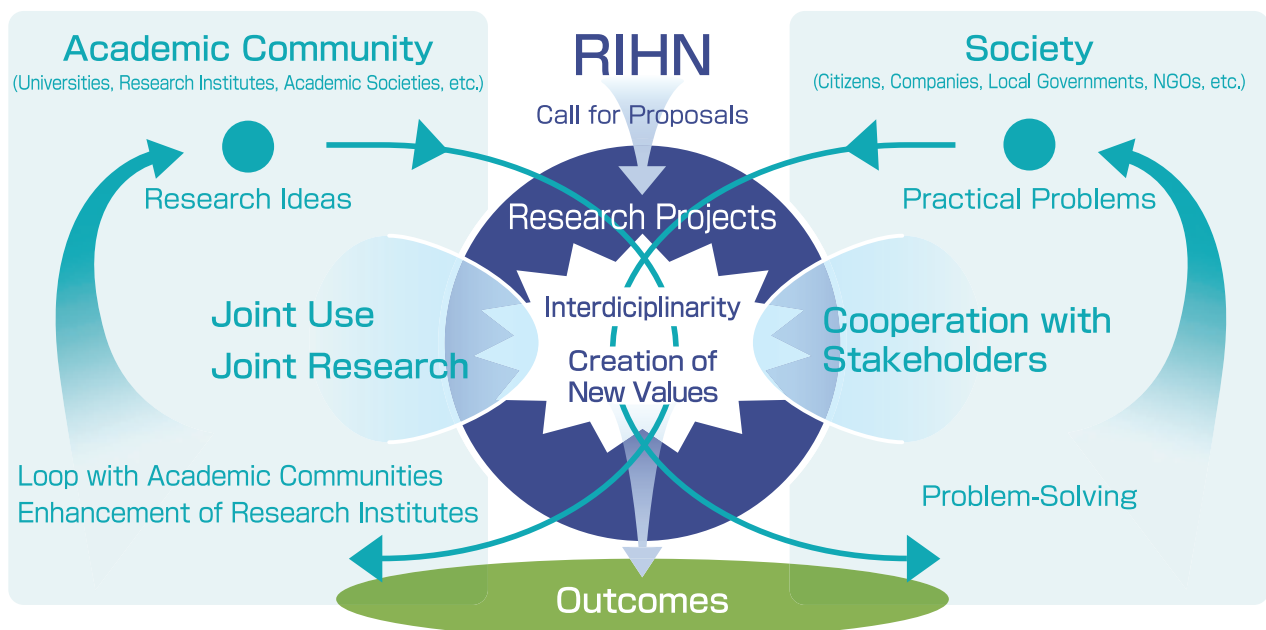 Academic Community
(Universities, Research Institutes, Academic Societies, etc.)
Research Ideas
Joint Use
Joint Research
Loop with Academic Communities
Enhancement of Research Institutes
RIHN
Call for Proposals
Research Projects
Interdiciplinarity
Creation of
New Values
Outcomes
Society
(Citizens, Companies, Local Governments, NGOs, etc.)
Practical Problems
Cooperation with
Stakeholders
Problem-Solving